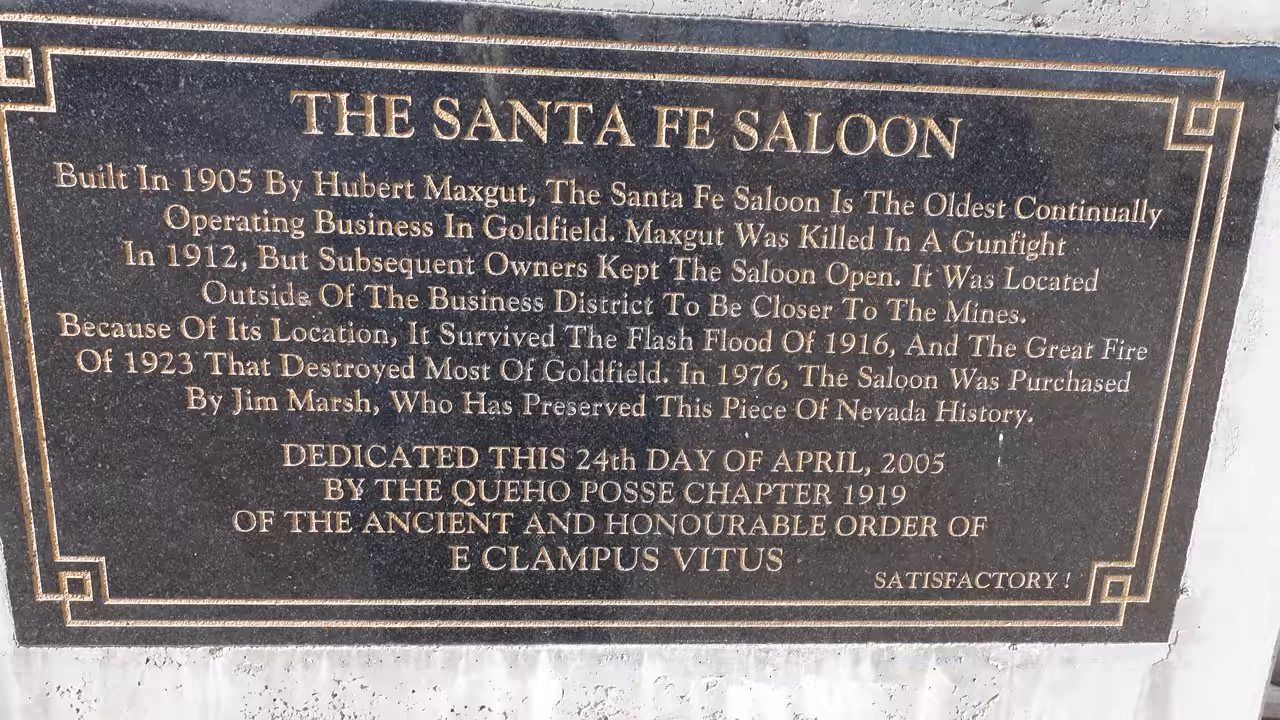 THE SANTA FE SALOON
Built In 1905 By Hubert Maxgut, The Santa Fe Saloon Is The Oldest Continually
Operating Business In Goldfield. Maxgut Was Killed In A Gunfight
In 1912, But Subsequent Owners Kept The Saloon Open. It Was Located
Outside Of The Business District To Be Closer To The Mines.
Because Of Its Location, It Survived The Flash Flood Of 1916, And The Great Fire
Of 1923 That Destroyed Most Of Goldfield. In 1976, The Saloon Was Purchased
By Jim Marsh, Who Has Preserved This Piece Of Nevada History.
DEDICATED THIS 24th DAY OF APRIL, 2005
BY THE QUEHO POSSE CHAPTER 1919
OF THE ANCIENT AND HONOURABLE ORDER OF
E CLAMPUS VITUS
SATISFACTORY !